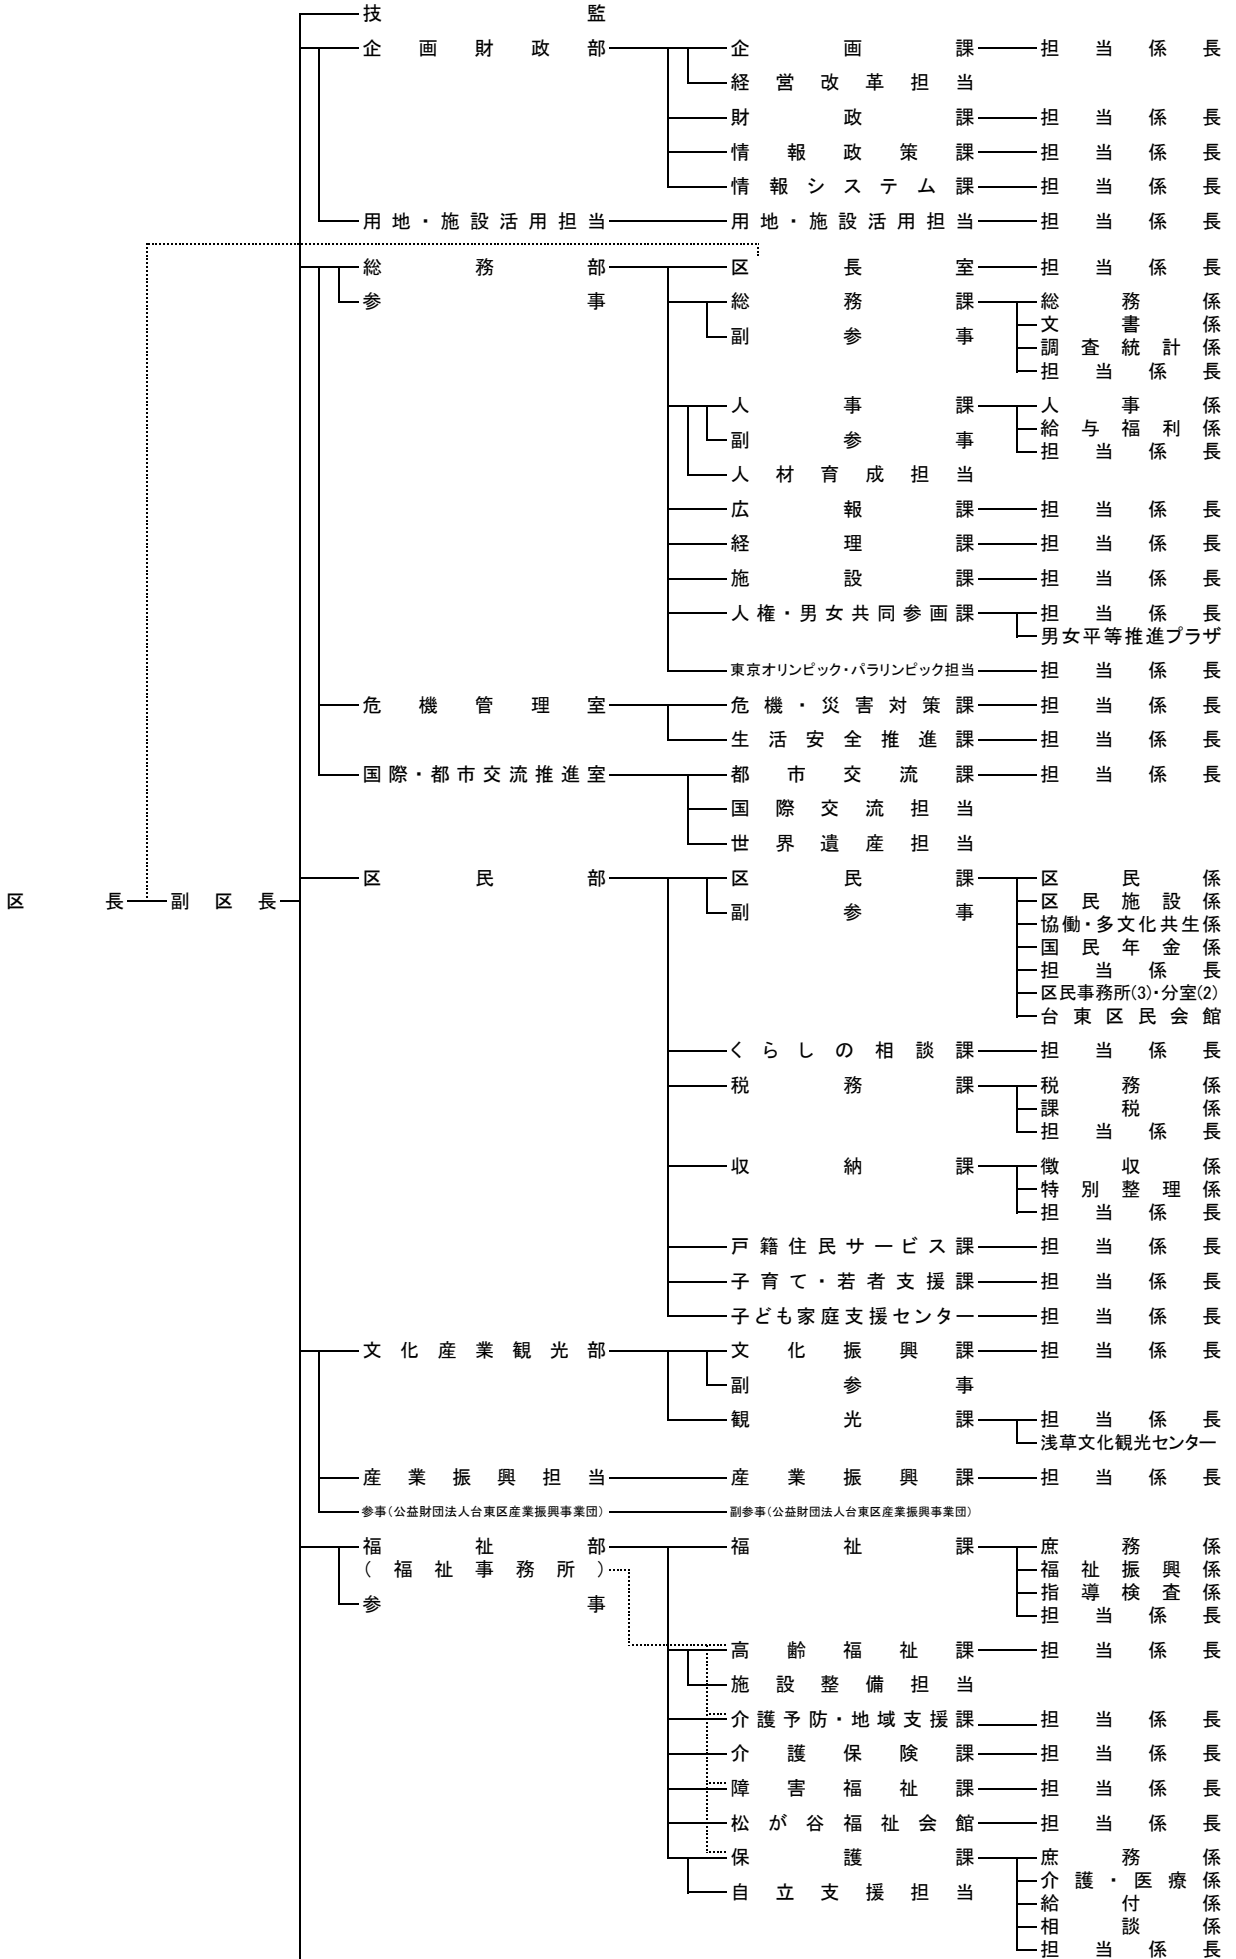 技監
企画財政部 企画課 担当係長
経営改革担当
財政課 担当係長
情報政策課 担当係長
情報システム課 担当係長
用地・施設活用担当 用地・施設活用担当 担当係長
総務部 区長室 担当係長
参事 総務課 総務係
文書係
副参事
調査統計係
担当係長
人事課 人事係
給与福利係
副参事
担当係長
人材育成担当
広報課 担当係長
経理課 担当係長
施設課 担当係長
人権・男女共同参画課 担当係長
男女平等推進プラザ
東京オリンピック・パラリンピック担当 担当係長
危機管理室 危機・災害対策課 担当係長
生活安全推進課 担当係長
国際・都市交流推進室 都市交流課 担当係長
国際交流担当
世界遺産担当
区民部 区民課 区民係
区長 副区長 区民施設係
副参事
協働・多文化共生係
国民年金係
担当係長
区民事務所(3)・分室(2)
台東区民会館
くらしの相談課 担当係長
税務課 税務係
課税係
担当係長
収納課 徴収係
特別整理係
担当係長
戸籍住民サービス課 担当係長
子育て・若者支援課 担当係長
子ども家庭支援センター 担当係長
文化産業観光部 文化振興課 担当係長
副参事
観光課 担当係長
浅草文化観光センター
産業振興担当 産業振興課 担当係長
参事(公益財団法人台東区産業振興事業団) 副参事(公益財団法人台東区産業振興事業団)
福祉部 福祉課 庶務係
(福祉事務所) 福祉振興係
指導検査係
参事
担当係長
高齢福祉課 担当係長
施設整備担当
介護予防・地域支援課 担当係長
介護保険課 担当係長
障害福祉課 担当係長
松が谷福祉会館 担当係長
保護課 庶務係
介護・医療係
自立支援担当
給付係
相談係
担当係長